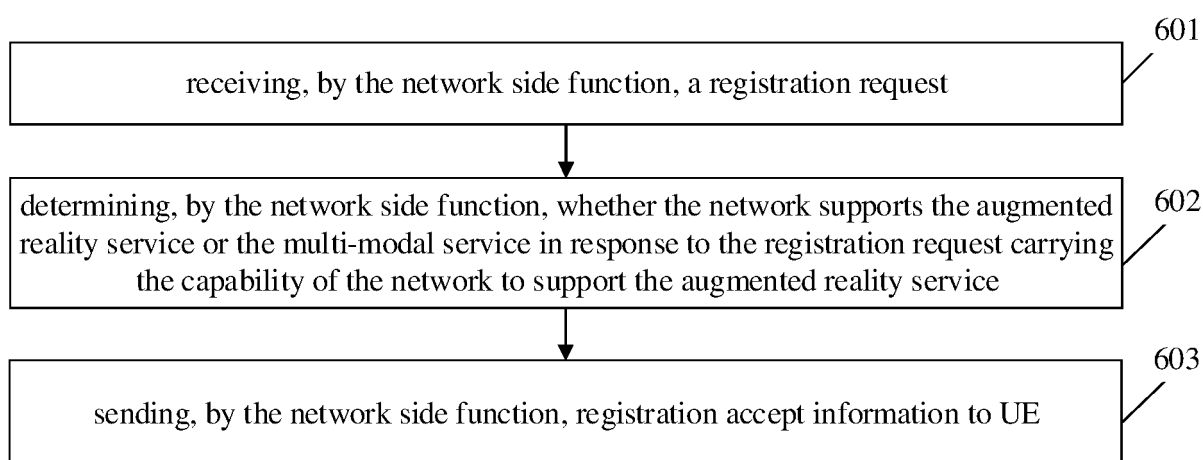 601
receiving, by the network side function, a registration request
determining, by the network side function, whether the network supports the augmented
602
reality service or the multi-modal service in response to the registration request carrying
the capability of the network to support the augmented reality service
603
sending, by the network side function, registration accept information to UE